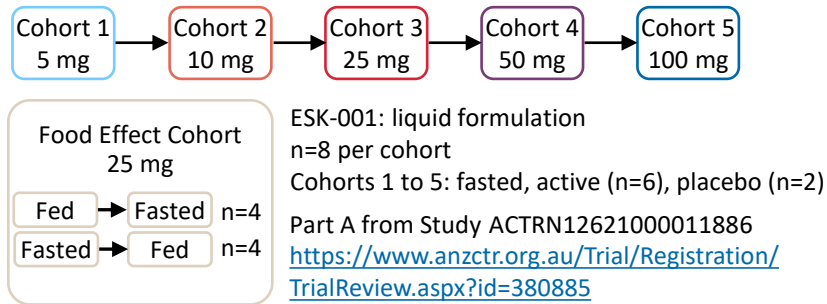 Cohort 1
5 mg
Cohort 2
10 mg
Cohort 3
25 mg
Cohort 4
50 mg
Cohort 5
100 mg
Food Effect Cohort
25 mg
Fed Fasted n=4
Fasted Fed n=4
ESK-001: liquid formulation
n=8 per cohort
Cohorts 1 to 5: fasted, active (n=6), placebo (n=2)
Part A from Study ACTRN12621000011886
https://www.anzctr.org.au/Trial/Registration/
TrialReview.aspx?id=380885